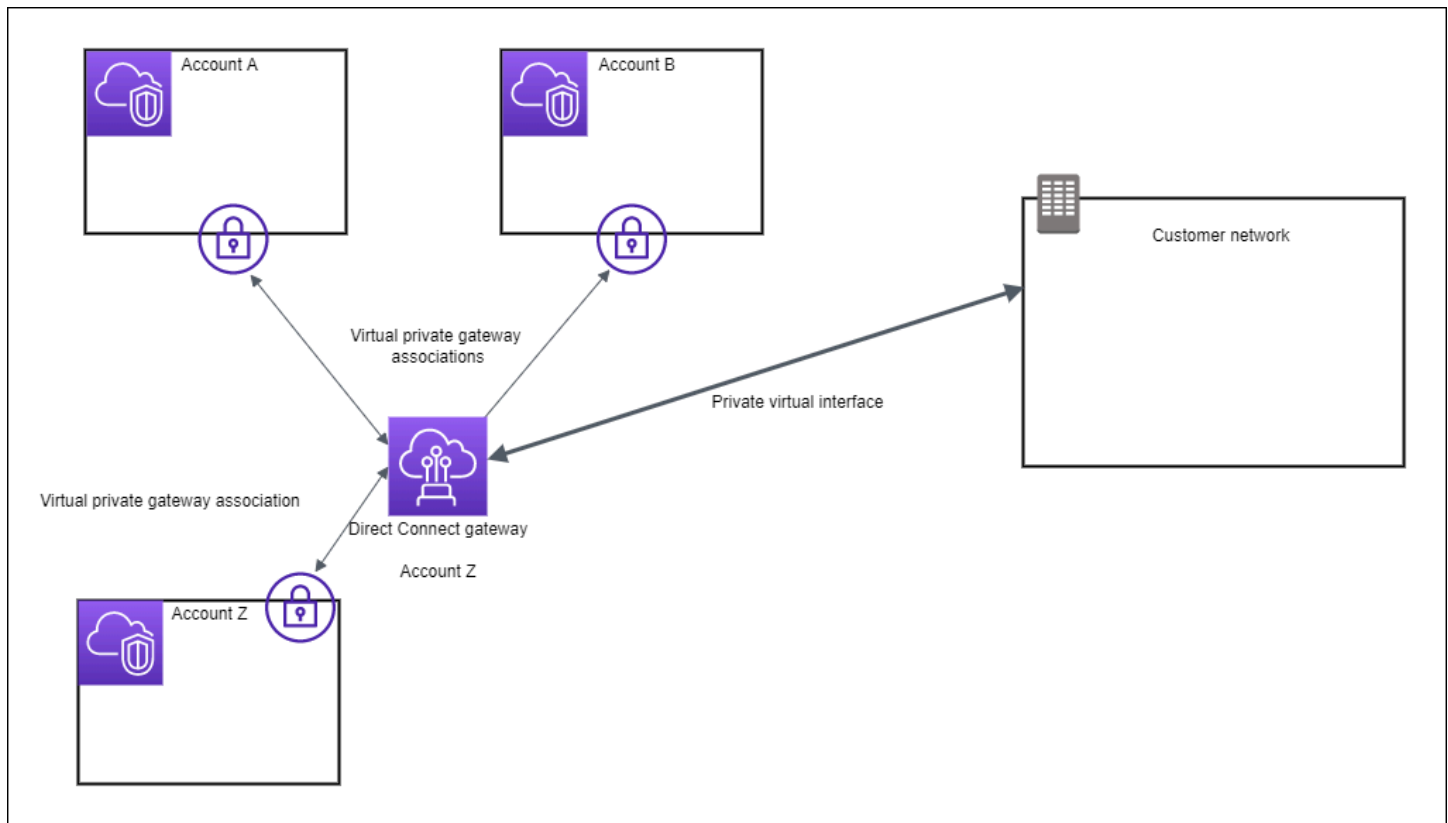 Account A
Account B
Customer network
Virtual private gateway
associations
Private virtual interface
Virtual private gateway association
Direct Connect gateway
Account Z
Account Z